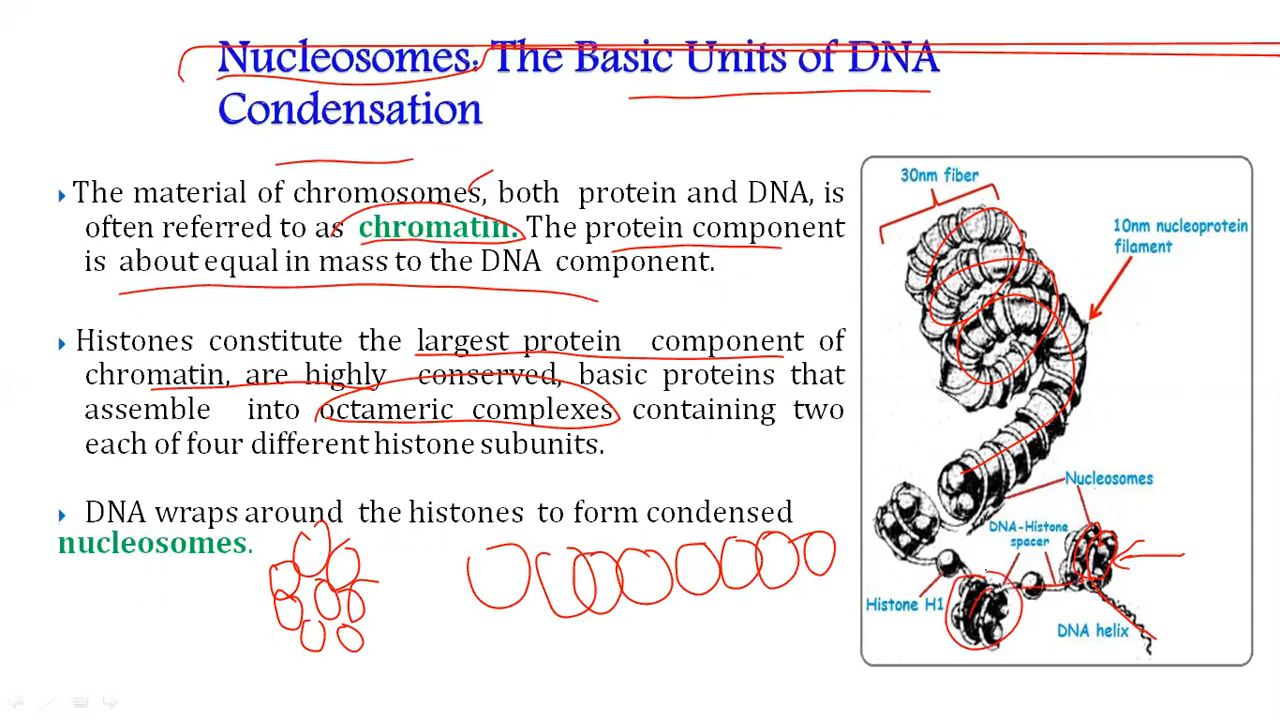 Nucleosomes: The Basic Units of DNA
Condensation
The material of chromosomes, both protein and DNA, is
often referred to as chromatin. The protein component
is about equal in mass to the DNA component.
Histones constitute the largest protein component of
chromatin, are highly conserved, basic proteins that
assemble into octameric complexes containing two
each of four different histone subunits.
DNA wraps around the histones to form condensed
nucleosomes.
30nm fiber
10nm nucleoprotein
filament
Nucleosomes
DNA-Histone
spacer
Histone H1
DNA helix